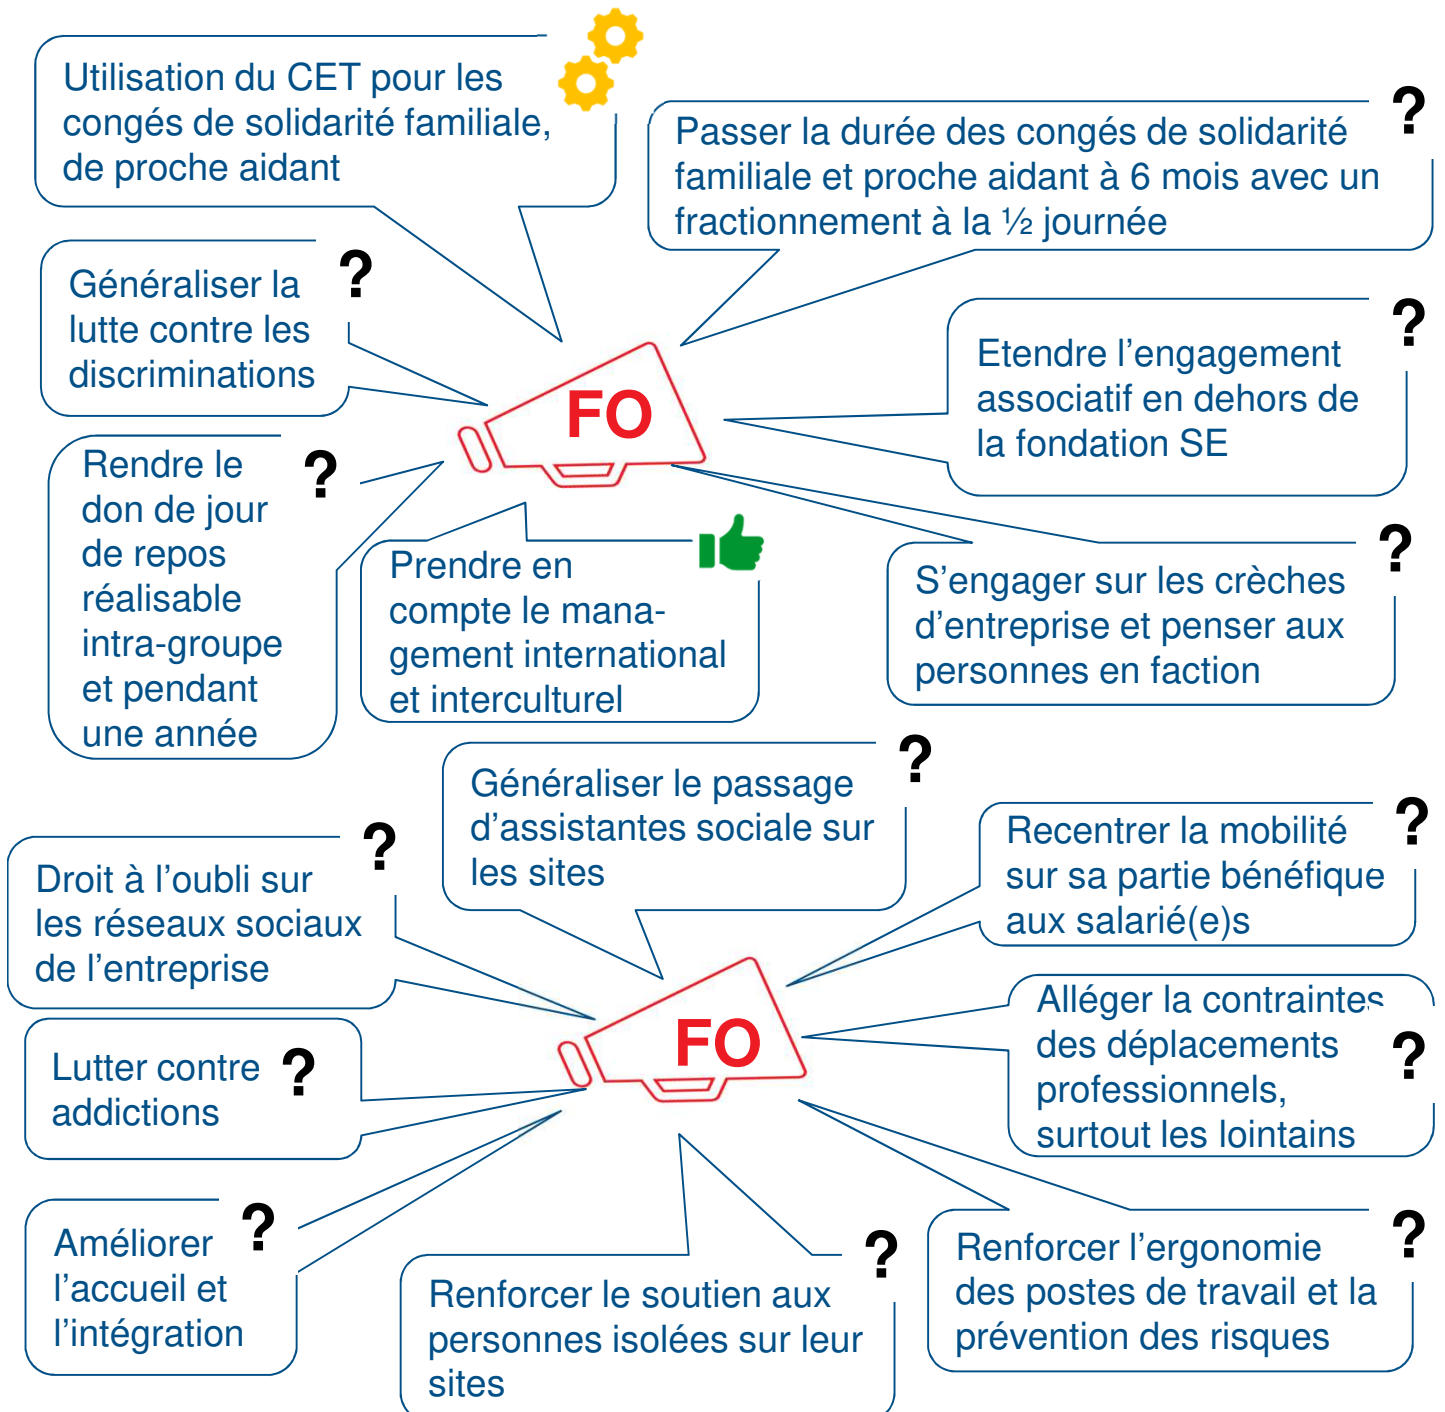 Utilisation du CET pour les
congés de solidarité familiale,
de proche aidant
?
Passer la durée des congés de solidarité
familiale et proche aidant à 6 mois avec un
fractionnement à la ½ journée
?
Généraliser la
lutte contre les
discriminations
?
Etendre l’engagement
associatif en dehors de
la fondation SE
FO
?
Rendre le
don de jour
de repos
réalisable
intra-groupe
et pendant
une année
Prendre en
compte le mana-
gement international
et interculturel
?
S’engager sur les crèches
d’entreprise et penser aux
personnes en faction
?
Généraliser le passage
d’assistantes sociale sur
les sites
?
Droit à l’oubli sur
les réseaux sociaux
de l’entreprise
?
Recentrer la mobilité
sur sa partie bénéfique
aux salarié(e)s
FO
?
Lutter contre
addictions
?
Alléger la contraintes
des déplacements
professionnels,
surtout les lointains
?
Améliorer
l’accueil et
l’intégration
?
Renforcer le soutien aux
personnes isolées sur leur
sites
?
Renforcer l’ergonomie
des postes de travail et la
prévention des risques